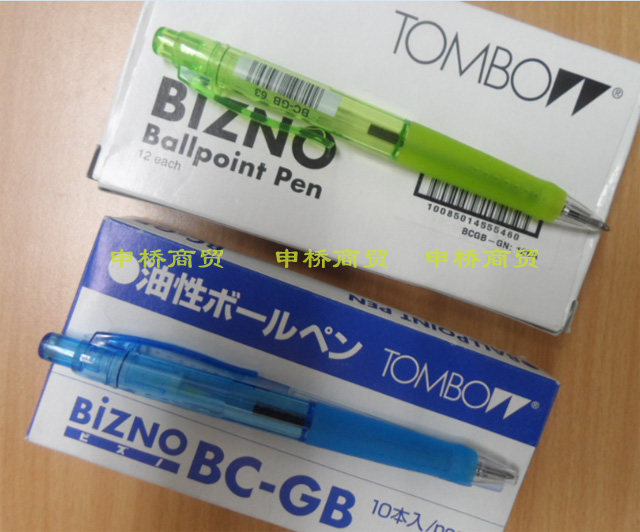 TOMBOW®
BiZNO
Ballpoint Pen
12 each
BC-GB 63
10085014555460
BCGB-GN:
申桥商贸 申桥商贸 申桥商贸
油性ボールペン
BALLPOINT PEN
TOMBOW®
BiZNO
ビズノ
BC-GB
10本入